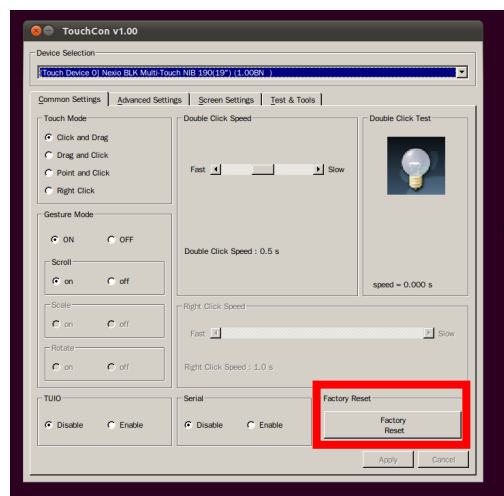 TouchCon v1.00
Device Selection
[Touch Device 0] Nexio BLK Multi-Touch NIB 190(19") (1.00BN )
Common Settings Advanced Settings Screen Settings Test & Tools
Touch Mode
Click and Drag
Drag and Click
Point and Click
Right Click
Double Click Speed
Fast Slow
Double Click Speed : 0.5 s
Double Click Test
speed = 0.000 s
Gesture Mode
ON OFF
Scroll
on off
Scale
on off
Rotate
on off
Right Click Speed
Fast Slow
Right Click Speed : 1.0 s
TUIO
Disable Enable
Serial
Disable Enable
Factory Reset
Factory
Reset
Apply Cancel